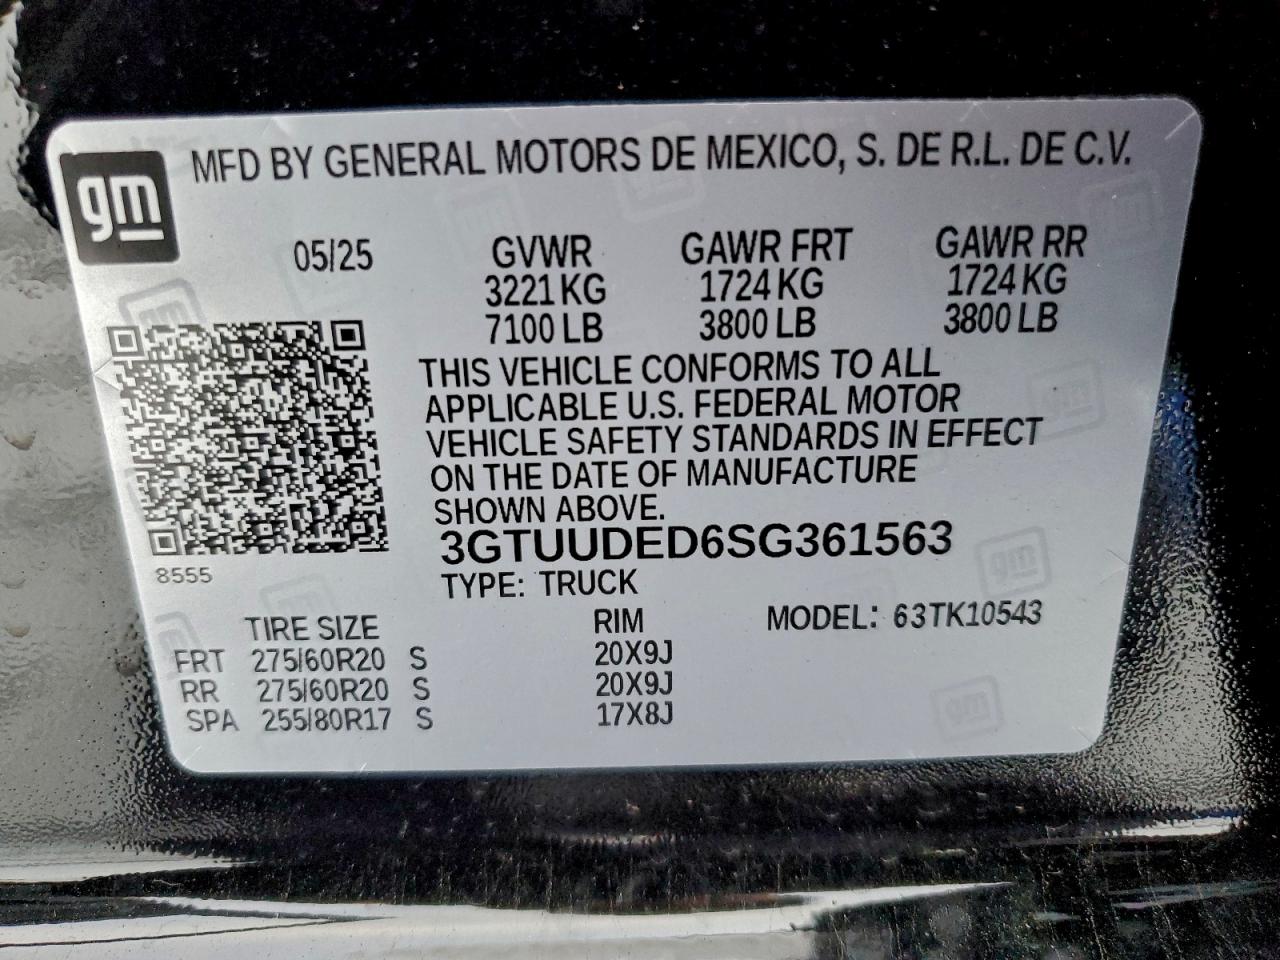 gm
MFD BY GENERAL MOTORS DE MEXICO, S. DE R.L. DE C.V.
05/25 GVWR GAWR FRT GAWR RR
3221 KG 1724 KG 1724 KG
7100 LB 3800 LB 3800 LB
THIS VEHICLE CONFORMS TO ALL
APPLICABLE U.S. FEDERAL MOTOR
VEHICLE SAFETY STANDARDS IN EFFECT
ON THE DATE OF MANUFACTURE
SHOWN ABOVE.
3GTUUDED6SG361563
8555
TYPE: TRUCK
TIRE SIZE RIM MODEL: 63TK10543
FRT 275/60R20 S 20X9J
RR 275/60R20 S 20X9J
SPA 255/80R17 S 17X8J